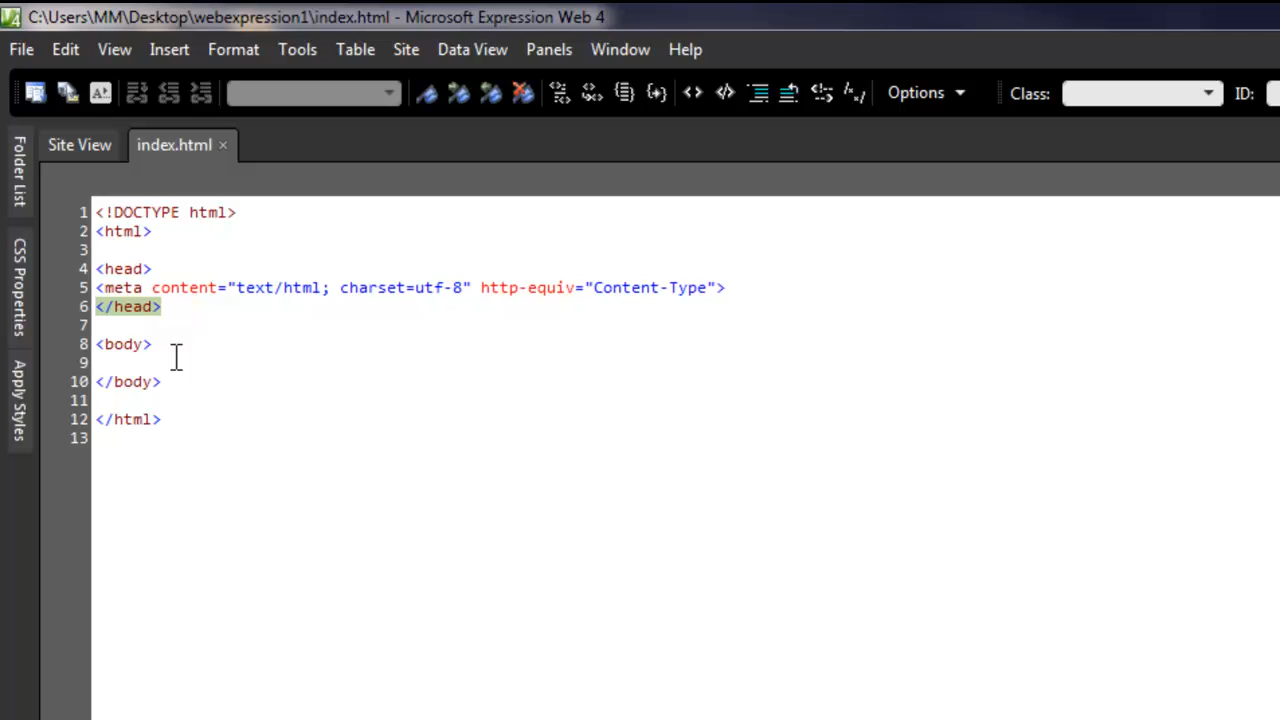 C:\Users\MM\Desktop\webexpression1\index.html - Microsoft Expression Web 4
File Edit View Insert Format Tools Table Site Data View Panels Window Help
Options Class: ID:
Site View index.html ×
Folder List
CSS Properties
Apply Styles
1 <!DOCTYPE html>
2 <html>
3
4 <head>
5 <meta content="text/html; charset=utf-8" http-equiv="Content-Type">
6 </head>
7
8 <body>
9
10 </body>
11
12 </html>
13